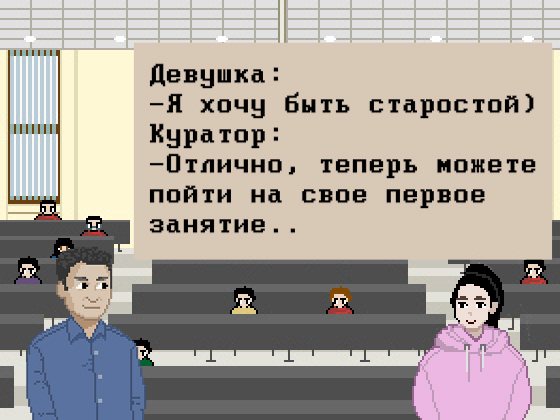 Девушка:
-Я хочу быть старостой)
Куратор:
-Отлично, теперь можете
пойти на свое первое
занятие..